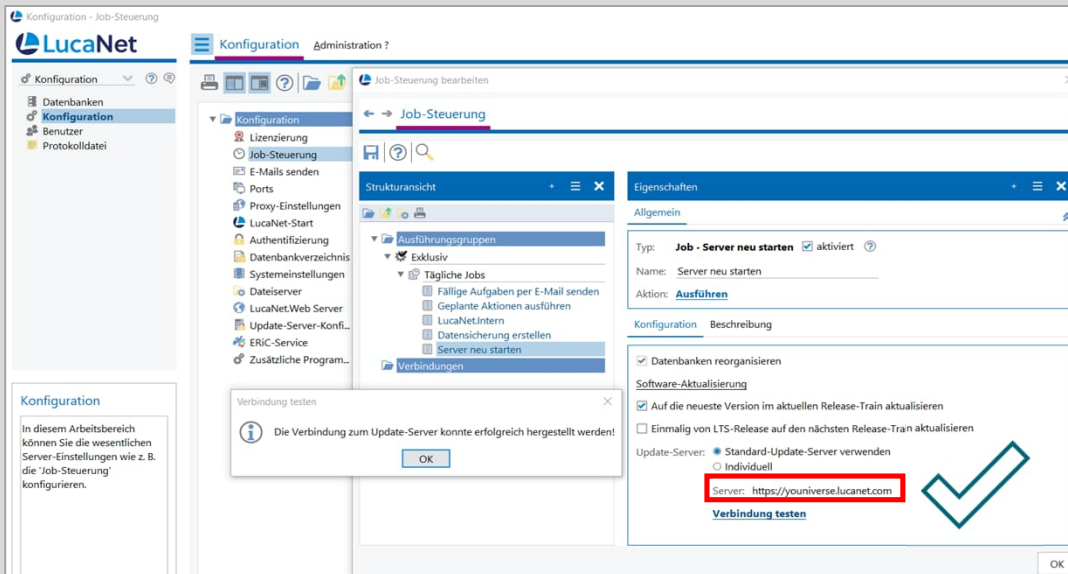 Konfiguration - Job-Steuerung
LucaNet
Konfiguration Administration ?
Konfiguration
Datenbanken
Konfiguration
Benutzer
Protokolldatei
Konfiguration
Lizenzierung
Job-Steuerung
E-Mails senden
Ports
Proxy-Einstellungen
LucaNet-Start
Authentifizierung
Datenbankverzeichnis
Systemeinstellungen
Dateiserver
LucaNet.Web Server
Update-Server-Konfi...
ERiC-Service
Zusätzliche Program...
Konfiguration
In diesem Arbeitsbereich
können Sie die wesentlichen
Server-Einstellungen wie z. B.
die 'Job-Steuerung'
konfigurieren.
Job-Steuerung bearbeiten
Job-Steuerung
Strukturansicht
Ausführungsgruppen
Exklusiv
Tägliche Jobs
Fällige Aufgaben per E-Mail senden
Geplante Aktionen ausführen
LucaNet.Intern
Datensicherung erstellen
Server neu starten
Verbindungen
Eigenschaften
Allgemein
Typ: Job - Server neu starten aktiviert
Name: Server neu starten
Aktion: Ausführen
Konfiguration Beschreibung
Datenbanken reorganisieren
Software-Aktualisierung
Auf die neueste Version im aktuellen Release-Train aktualisieren
Einmalig von LTS-Release auf den nächsten Release-Train aktualisieren
Update-Server: Standard-Update-Server verwenden
Individuell
Server: https://youniverse.lucanet.com
Verbindung testen
OK
Verbindung testen
Die Verbindung zum Update-Server konnte erfolgreich hergestellt werden!
OK